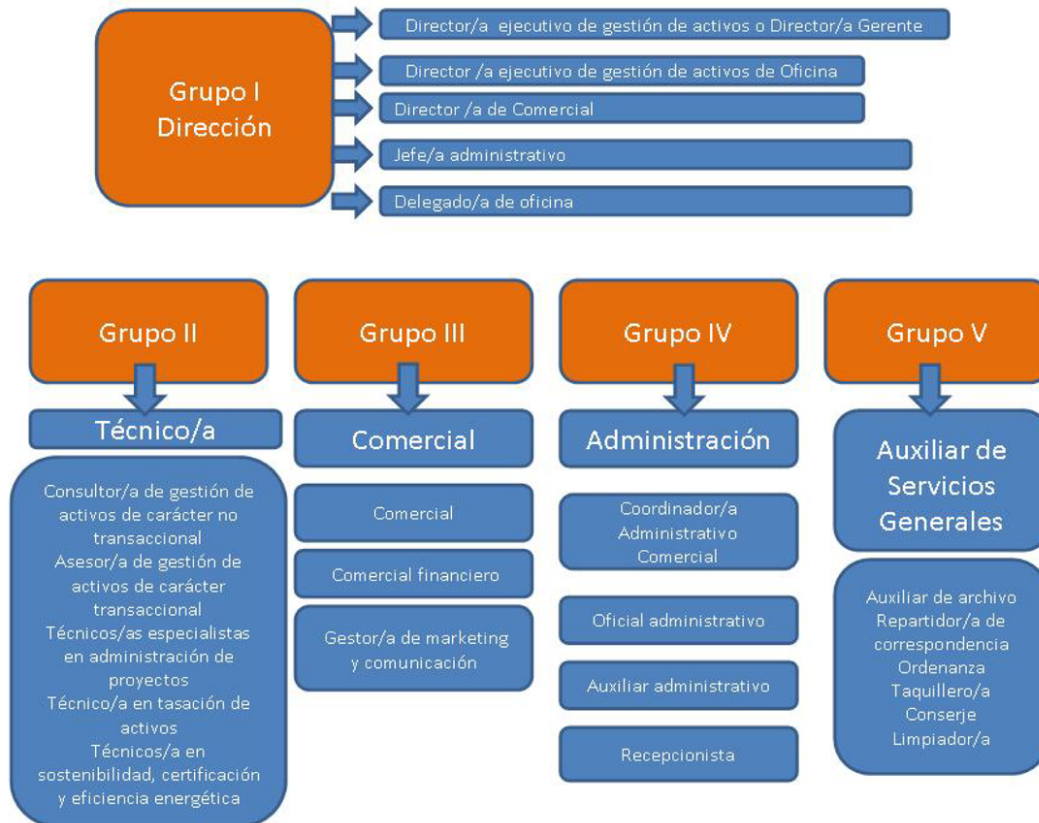 Grupo I
Dirección
Director/a ejecutivo de gestión de activos o Director/a Gerente
Director /a ejecutivo de gestión de activos de Oficina
Director /a de Comercial
Jefe/a administrativo
Delegado/a de oficina
Grupo II
Técnico/a
Consultor/a de gestión de
activos de carácter no
transaccional
Asesor/a de gestión de
activos de carácter
transaccional
Técnicos/as especialistas
en administración de
proyectos
Técnico/a en tasación de
activos
Técnicos/a en
sostenibilidad, certificación
y eficiencia energética
Grupo III
Comercial
Comercial
Comercial financiero
Gestor/a de marketing
y comunicación
Grupo IV
Administración
Coordinador/a
Administrativo
Comercial
Oficial administrativo
Auxiliar administrativo
Recepcionista
Grupo V
Auxiliar de
Servicios
Generales
Auxiliar de archivo
Repartidor/a de
correspondencia
Ordenanza
Taquillero/a
Conserje
Limpiador/a